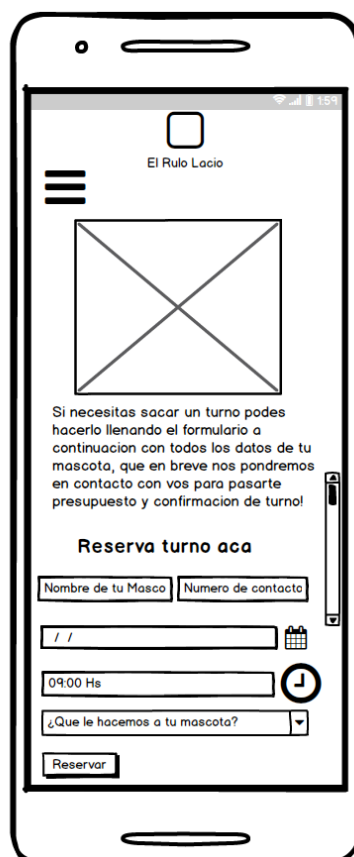 1:59
El Rulo Lacio
Si necesitas sacar un turno podes
hacerlo llenando el formulario a
continuacion con todos los datos de tu
mascota, que en breve nos pondremos
en contacto con vos para pasarte
presupuesto y confirmacion de turno!
Reserva turno aca
Nombre de tu Masco Numero de contacto
/ /
09:00 Hs
¿Que le hacemos a tu mascota?
Reservar